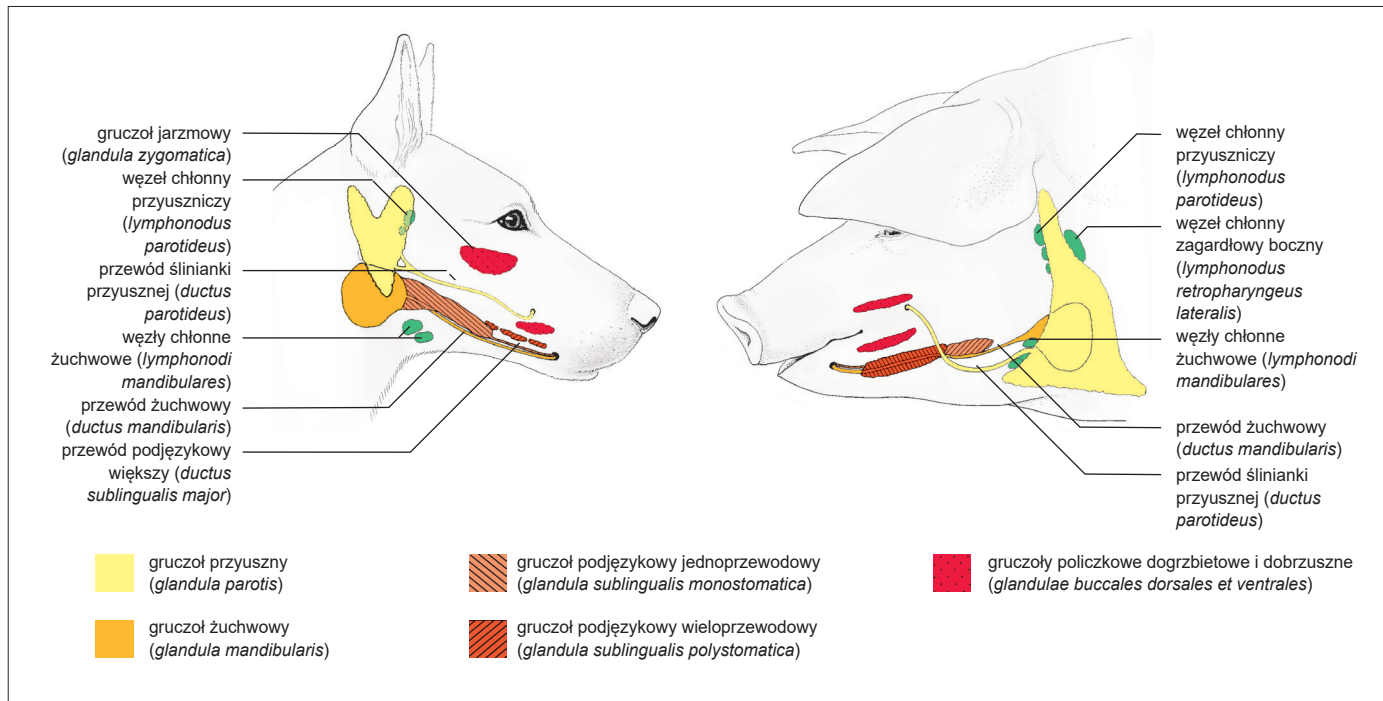 gruczoł jarzmowy
(glandula zygomatica)
węzeł chłonny
przyuszniczy
(lymphonodus
parotideus)
przewód ślinianki
przyusznej (ductus
parotideus)
węzły chłonne
żuchwowe (lymphonodi
mandibulares)
przewód żuchwowy
(ductus mandibularis)
przewód podjęzykowy
większy (ductus
sublingualis major)
węzeł chłonny
przyuszniczy
(lymphonodus
parotideus)
węzeł chłonny
zagardłowy boczny
(lymphonodus
retropharyngeus
lateralis)
węzły chłonne
żuchwowe (lymphonodi
mandibulares)
przewód żuchwowy
(ductus mandibularis)
przewód ślinianki
przyusznej (ductus
parotideus)
gruczoł przyuszny
(glandula parotis)
gruczoł żuchwowy
(glandula mandibularis)
gruczoł podjęzykowy jednoprzewodowy
(glandula sublingualis monostomatica)
gruczoł podjęzykowy wieloprzewodowy
(glandula sublingualis polystomatica)
gruczoły policzkowe dogrzbietowe i dobrzuszne
(glandulae buccales dorsales et ventrales)